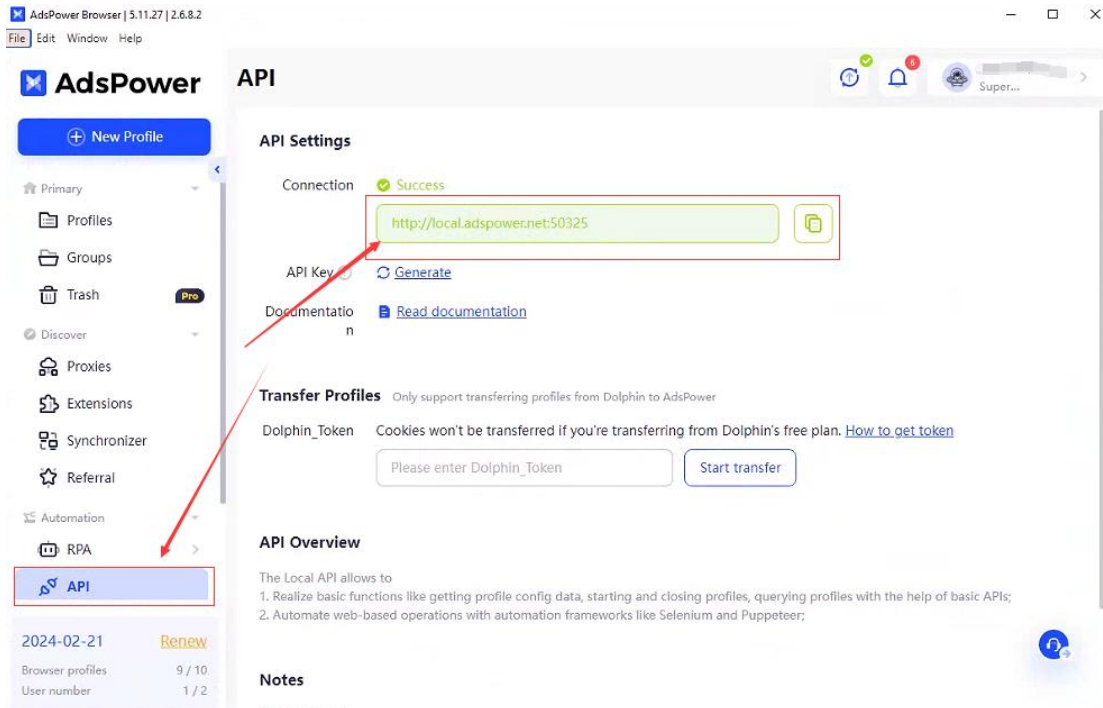 AdsPower Browser | 5.11.27 | 2.6.8.2
File Edit Window Help
AdsPower
API
6
Super...
New Profile
Primary
Profiles
Groups
Trash Pro
Discover
Proxies
Extensions
Synchronizer
Referral
Automation
RPA
API
2024-02-21 Renew
Browser profiles 9 / 10
User number 1 / 2
API Settings
Connection Success
http://local.adspower.net:50325
API Key Generate
Documentatio
n
Read documentation
Transfer Profiles Only support transferring profiles from Dolphin to AdsPower
Dolphin_Token Cookies won't be transferred if you're transferring from Dolphin's free plan. How to get token
Please enter Dolphin_Token Start transfer
API Overview
The Local API allows to
1. Realize basic functions like getting profile config data, starting and closing profiles, querying profiles with the help of basic APIs;
2. Automate web-based operations with automation frameworks like Selenium and Puppeteer;
Notes